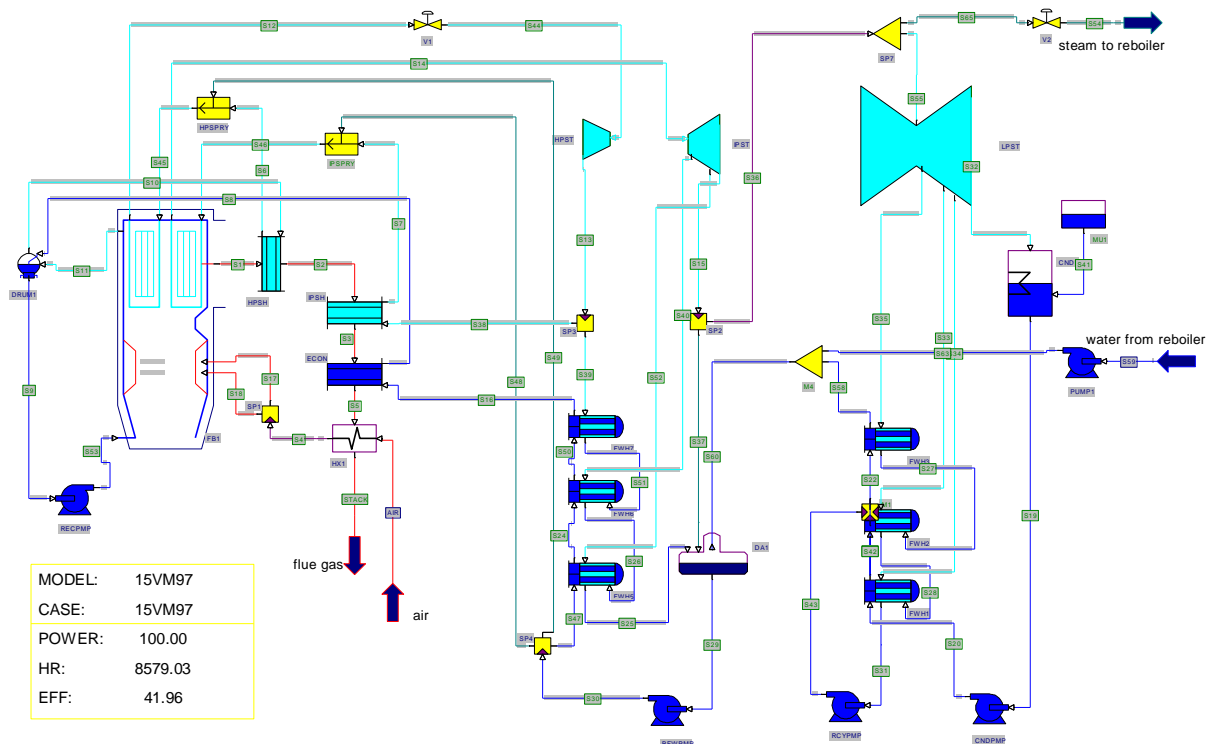 S12
S44
V1
S65
V2
S54
steam to reboiler
SP7
S14
S55
HPSPRY
IPSPRY
HPST
IPST
LPST
S45
S46
S6
S10
S8
S7
S36
S32
MU1
CND
S41
S11
DRUM1
S1
HPSH
S2
IPSH
S13
S15
S38
SP3
S40
SP2
S35
S33
S63
S34
water from reboiler
S59
PUMP1
S3
ECON
S49
S48
S39
S52
M4
S58
S9
S17
S18
SP1
S16
S5
S4
HX1
FB1
S53
FWH7
S50
S51
S37
S60
FWH3
S27
S22
RECPMP
STACK
AIR
FWH6
S24
S26
M1
FWH2
S42
S19
DA1
flue gas
air
FWH5
S47
S25
S43
S28
FWH1
SP4
S29
S31
S20
S30
RCYPMP
CNDPMP
MODEL: 15VM97
CASE: 15VM97
POWER: 100.00
HR: 8579.03
EFF: 41.96